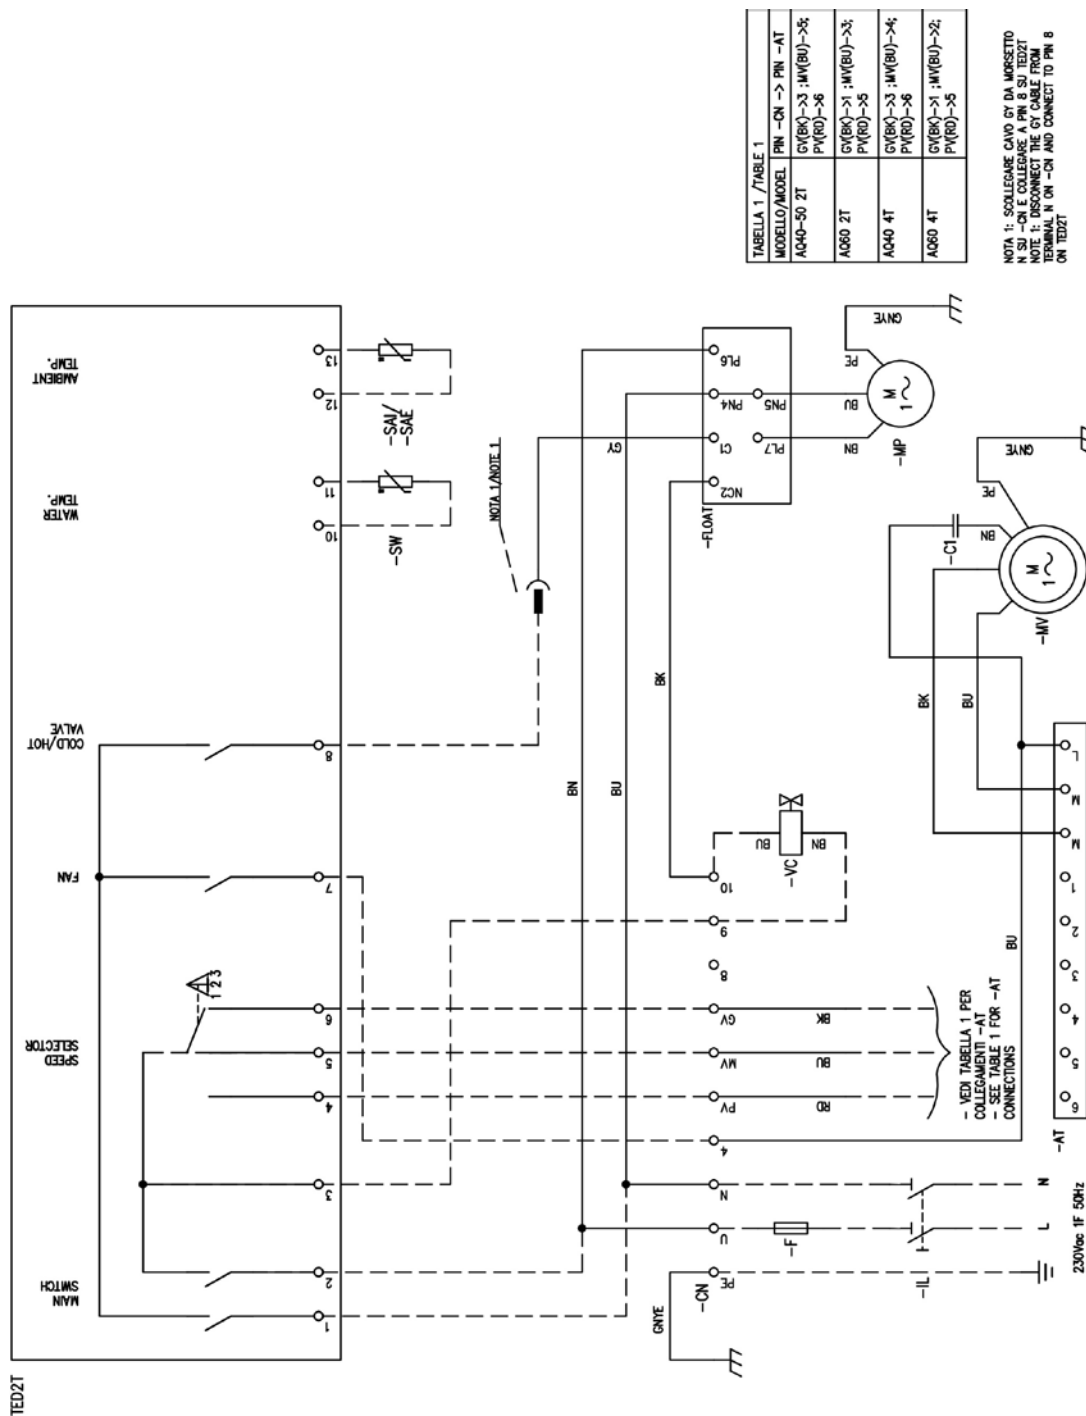 TED2T
MAIN
SWITCH
SPEED
SELECTOR
FAN
COLD/HOT
VALVE
WATER
TEMP.
AMBIENT
TEMP.
1 2 3
1
2
3
4
5
6
7
8
10
11
12
13
-SW
-SAI/
-SAE
NOTA 1/NOTE 1
GNYE
-CN
PE
U
N
4
PV
MV
GV
8
9
10
BN
BU
BK
GY
-F
-IL
RD
BU
BK
- VEDI TABELLA 1 PER
COLLEGAMENTI -AT
- SEE TABLE 1 FOR -AT
CONNECTIONS
-VC
BU
BN
-FLOAT
NC2
C1
PN4
PL6
PL7
PN5
BN
BU
PE
GNYE
-MP
M
1
-C1
BN
PE
GNYE
-MV
M
1
BK
BU
BU
-AT
6
5
4
3
2
1
M
M
L
L
N
230Vac 1F 50Hz
TABELLA 1 /TABLE 1
MODELLO/MODEL PIN -CN -> PIN -AT
AQ40-50 2T GV(BK)->3 ;MV(BU)->5;
PV(RD)->6
AQ60 2T GV(BK)->1 ;MV(BU)->3;
PV(RD)->5
AQ40 4T GV(BK)->3 ;MV(BU)->4;
PV(RD)->6
AQ60 4T GV(BK)->1 ;MV(BU)->2;
PV(RD)->5
NOTA 1: SCOLLEGARE CAVO GY DA MORSETTO
N SU -CN E COLLEGARE A PIN 8 SU TED2T
NOTE 1: DISCONNECT THE GY CABLE FROM
TERMINAL N ON -CN AND CONNECT TO PIN 8
ON TED2T